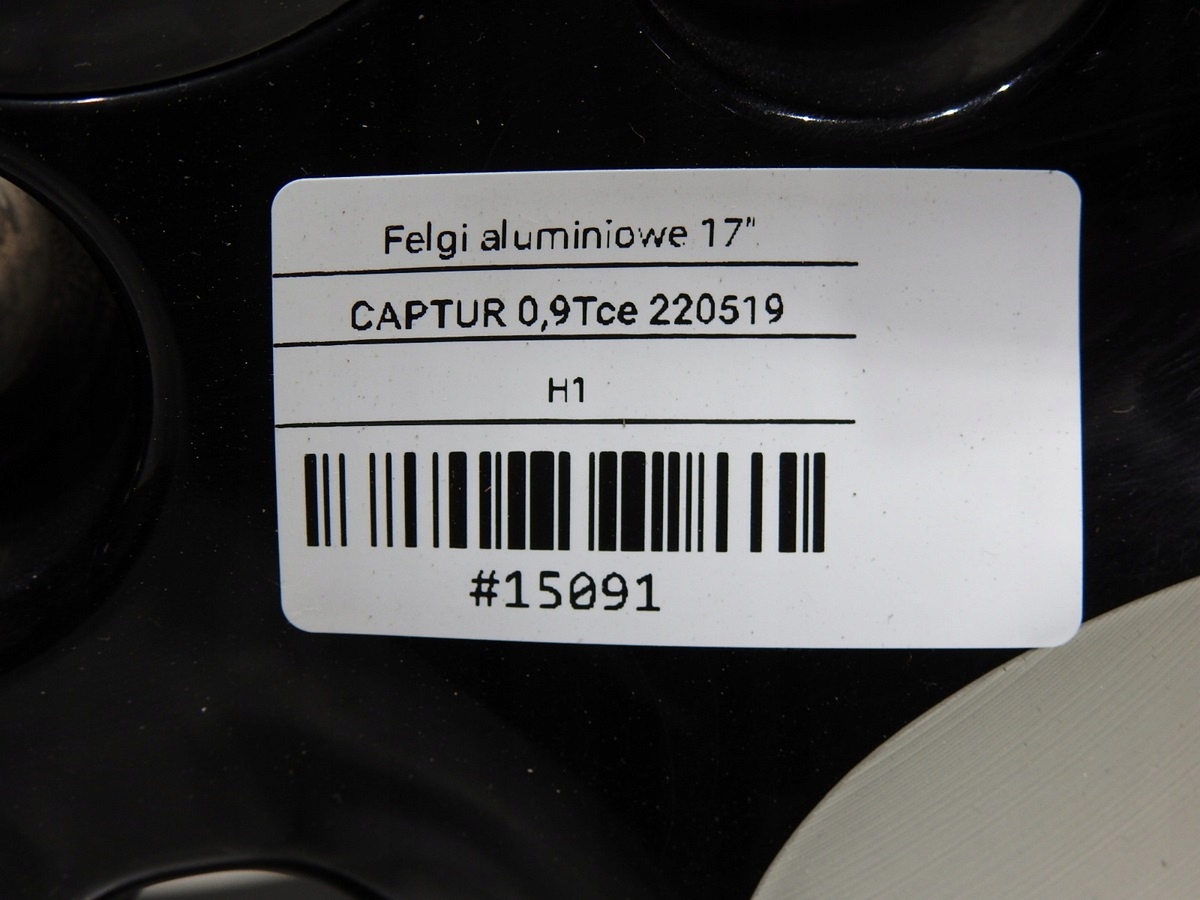 Felgi aluminiowe 17"
CAPTUR 0,9Tce 220519
H1
#15091